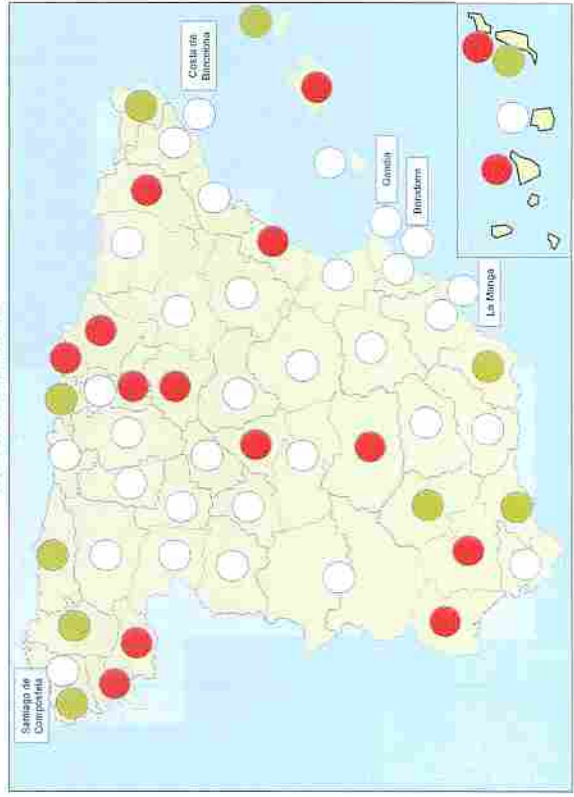 Santiago de
Compostela
Costa de
Barcelona
Gandia
Benidorm
La Manga